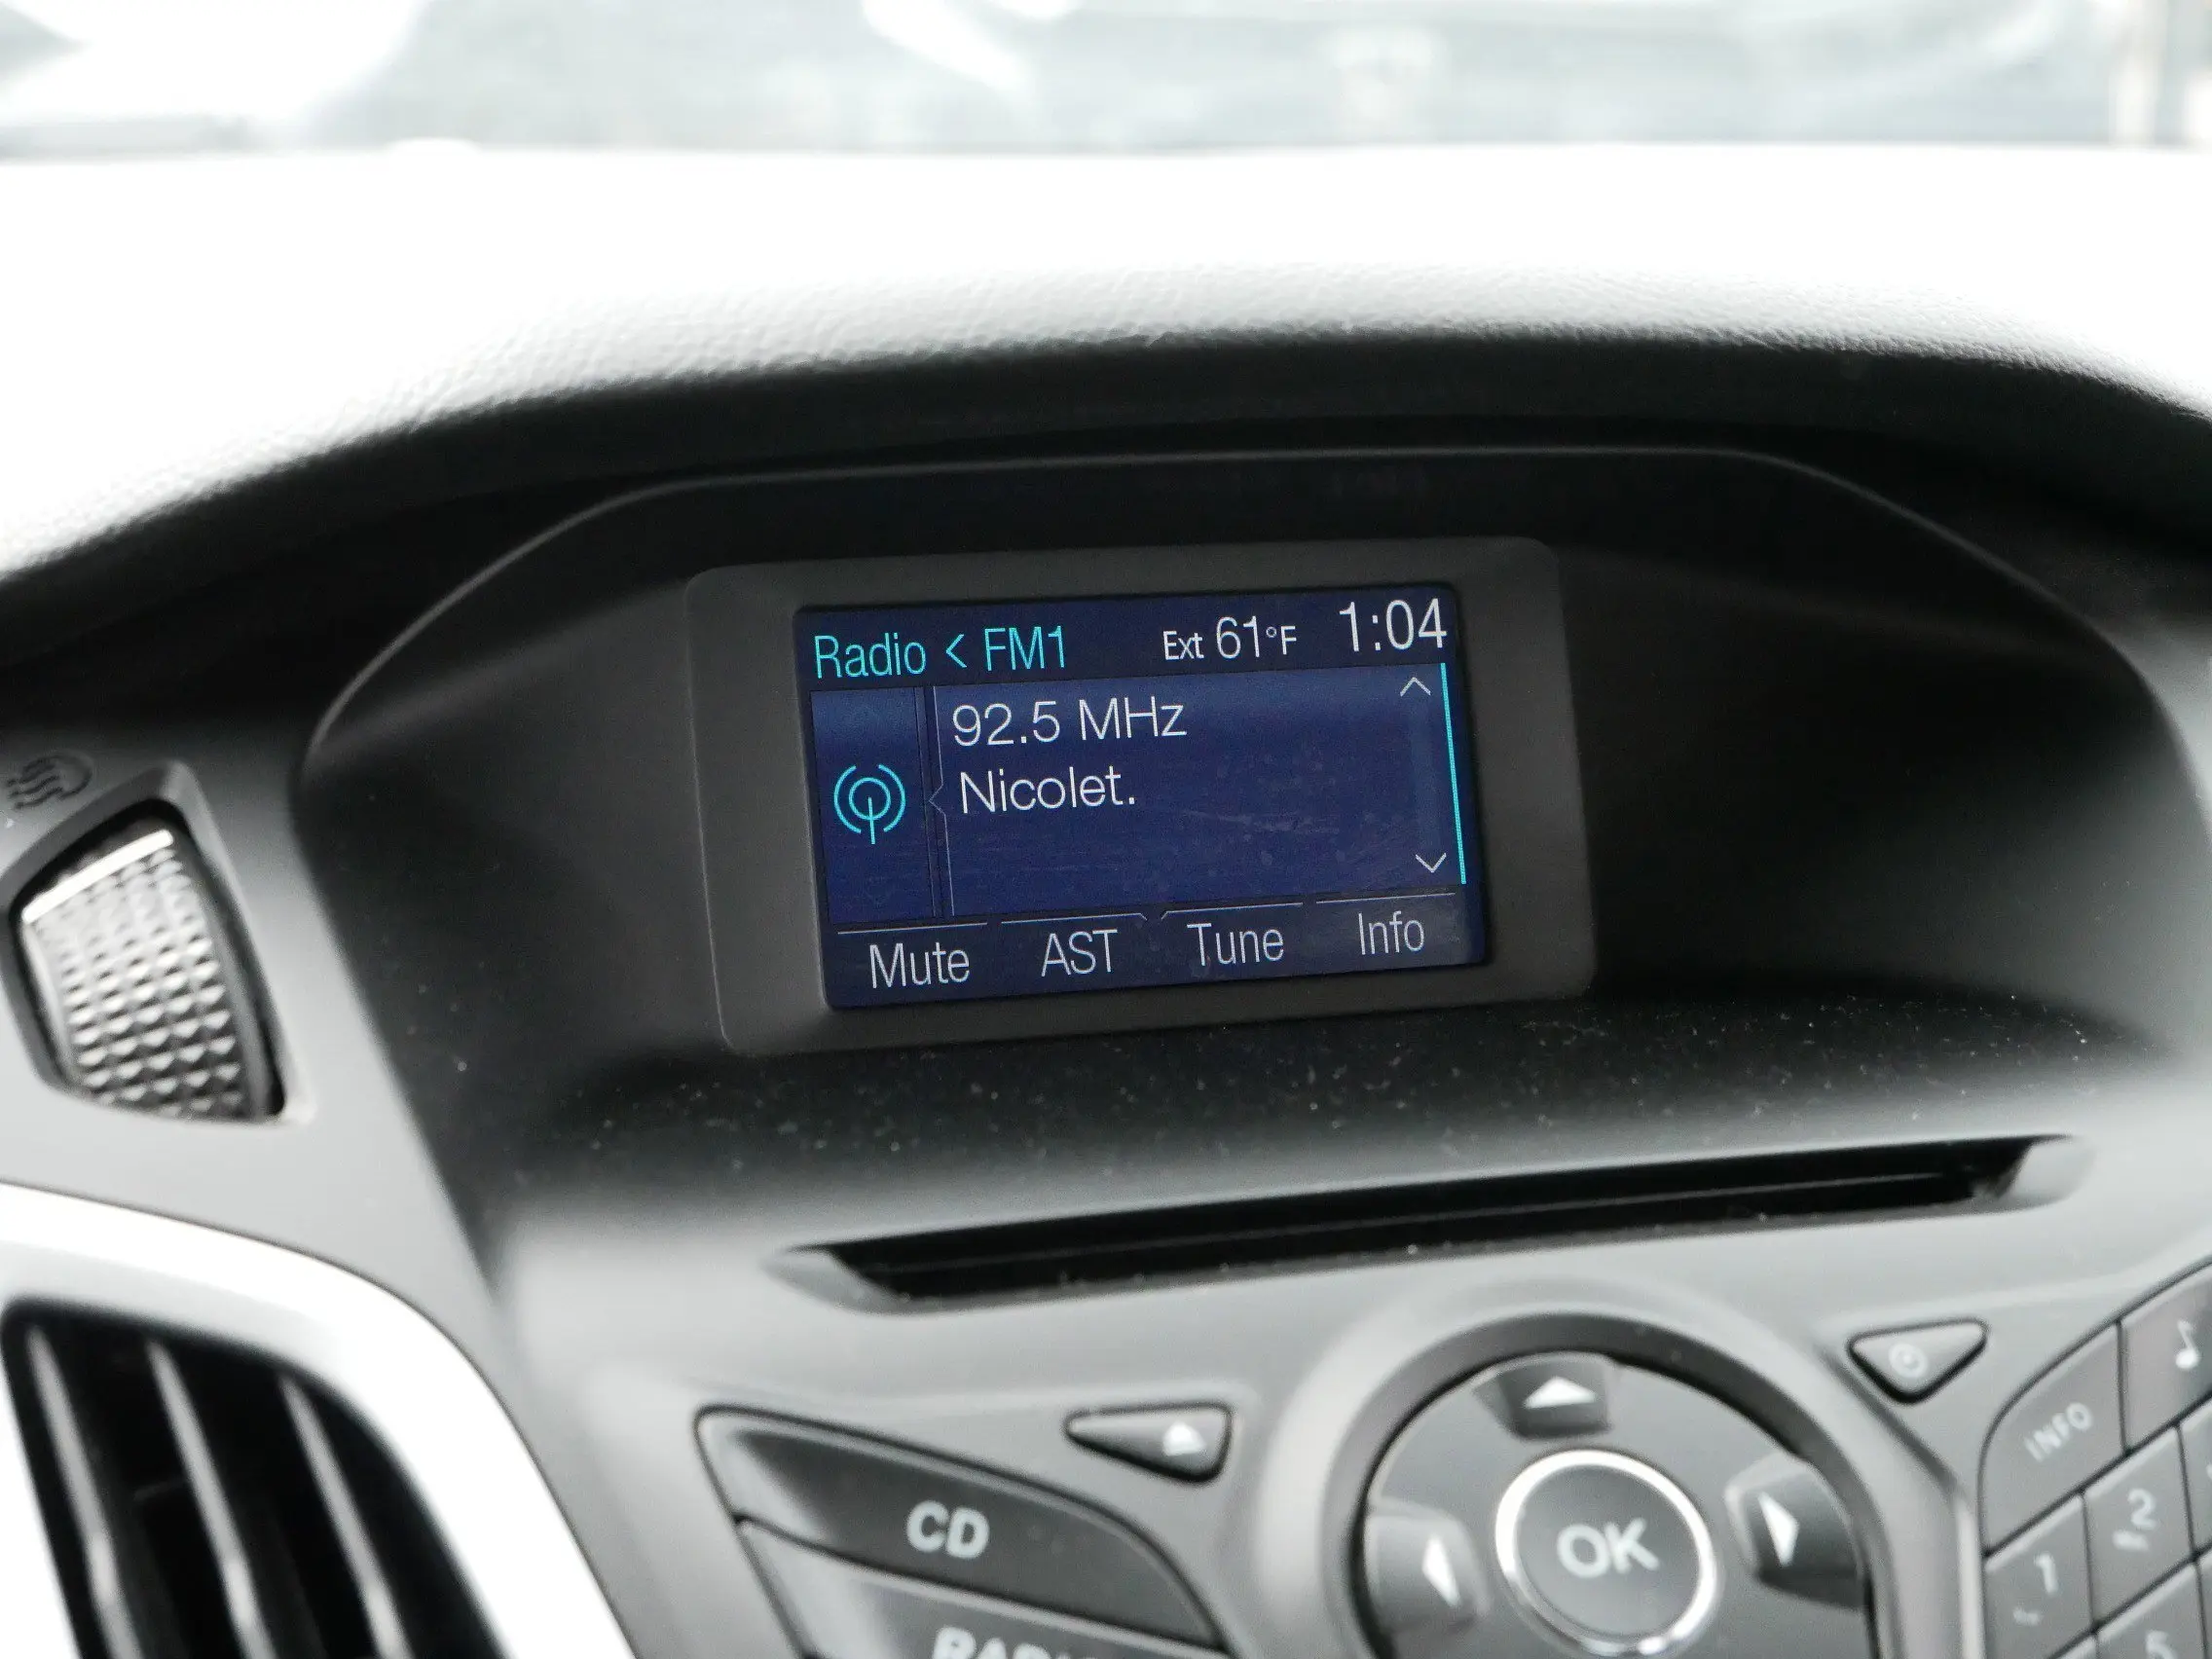 Radio < FM1 Ext 61°F 1:04
92.5 MHz
Nicolet.
Mute AST Tune Info
CD
OK
INFO
1 2
5